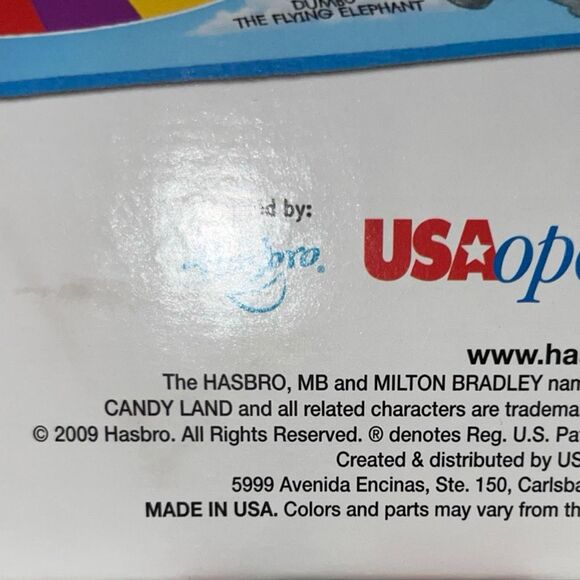 DUMBO
THE FLYING ELEPHANT
by:
USAop
www.has
The HASBRO, MB and MILTON BRADLEY nam
CANDY LAND and all related characters are tradema
© 2009 Hasbro. All Rights Reserved. ® denotes Reg. U.S. Pa
Created & distributed by US
5999 Avenida Encinas, Ste. 150, Carlsba
MADE IN USA. Colors and parts may vary from th